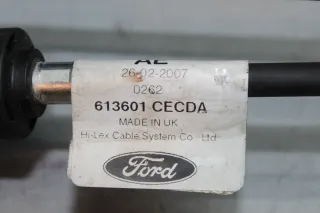 AL
26-02-2007
0262
613601 CECDA
MADE IN UK
Hi-Lex Cable System Co. Ltd
Ford